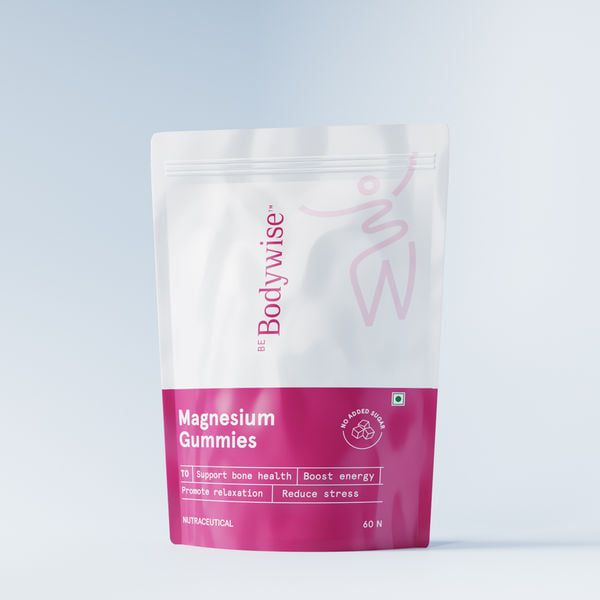 BE Bodywise™
Magnesium
Gummies
NO ADDED SUGAR
TO Support bone health Boost energy
Promote relaxation Reduce stress
NUTRACEUTICAL 60 N